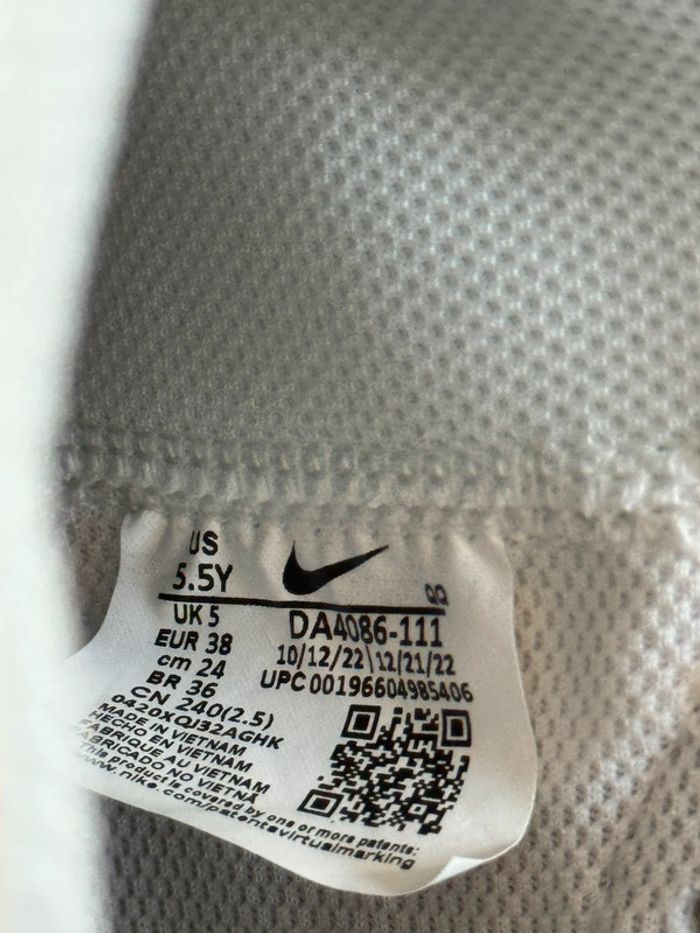 US
5.5Y
QQ
UK 5
EUR 38
cm 24
BR 36
CN 240(2.5)
0420XQJ32AGHK
MADE IN VIETNAM
HECHO EN VIETNAM
FABRIQUE AU VIETNAM
FABRICADO NO VIETNÃ
This product is covered by one or more patents:
www.nike.com/patentsvirtualmarking
DA4086-111
10/12/22\12/21/22
UPC 00196604985406